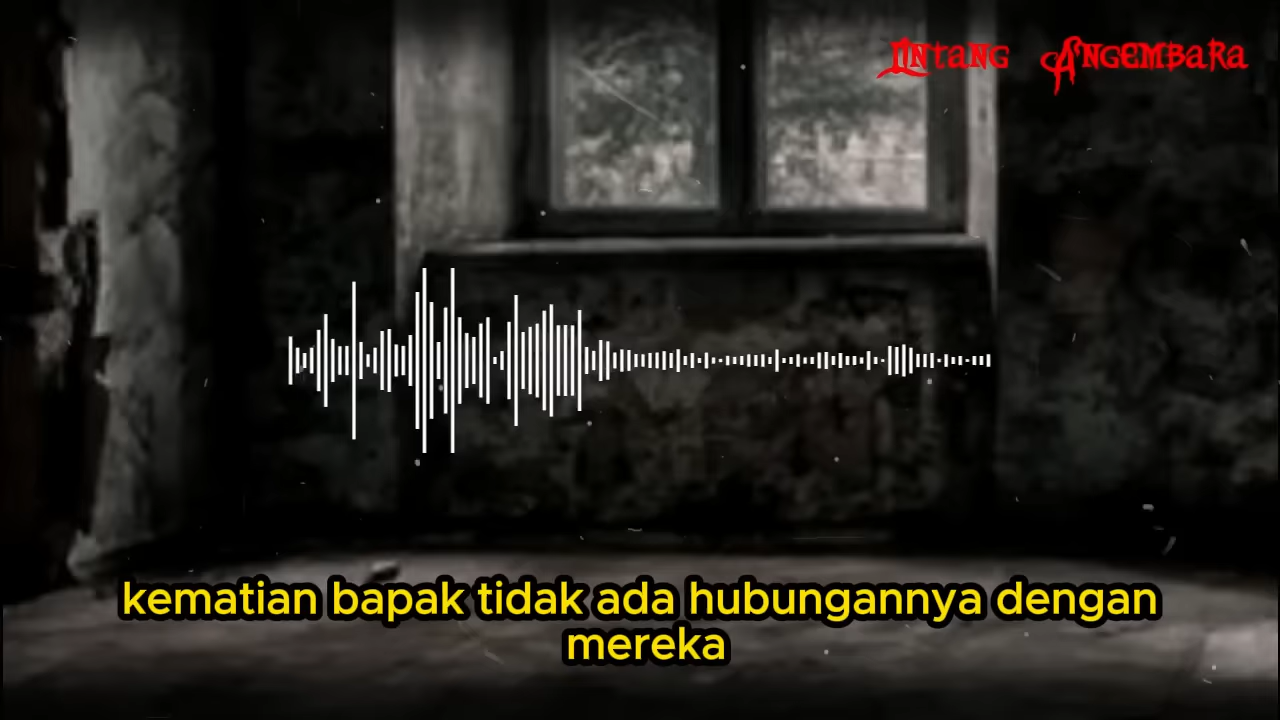 Lintang Angembara
kematian bapak tidak ada hubungannya dengan
mereka